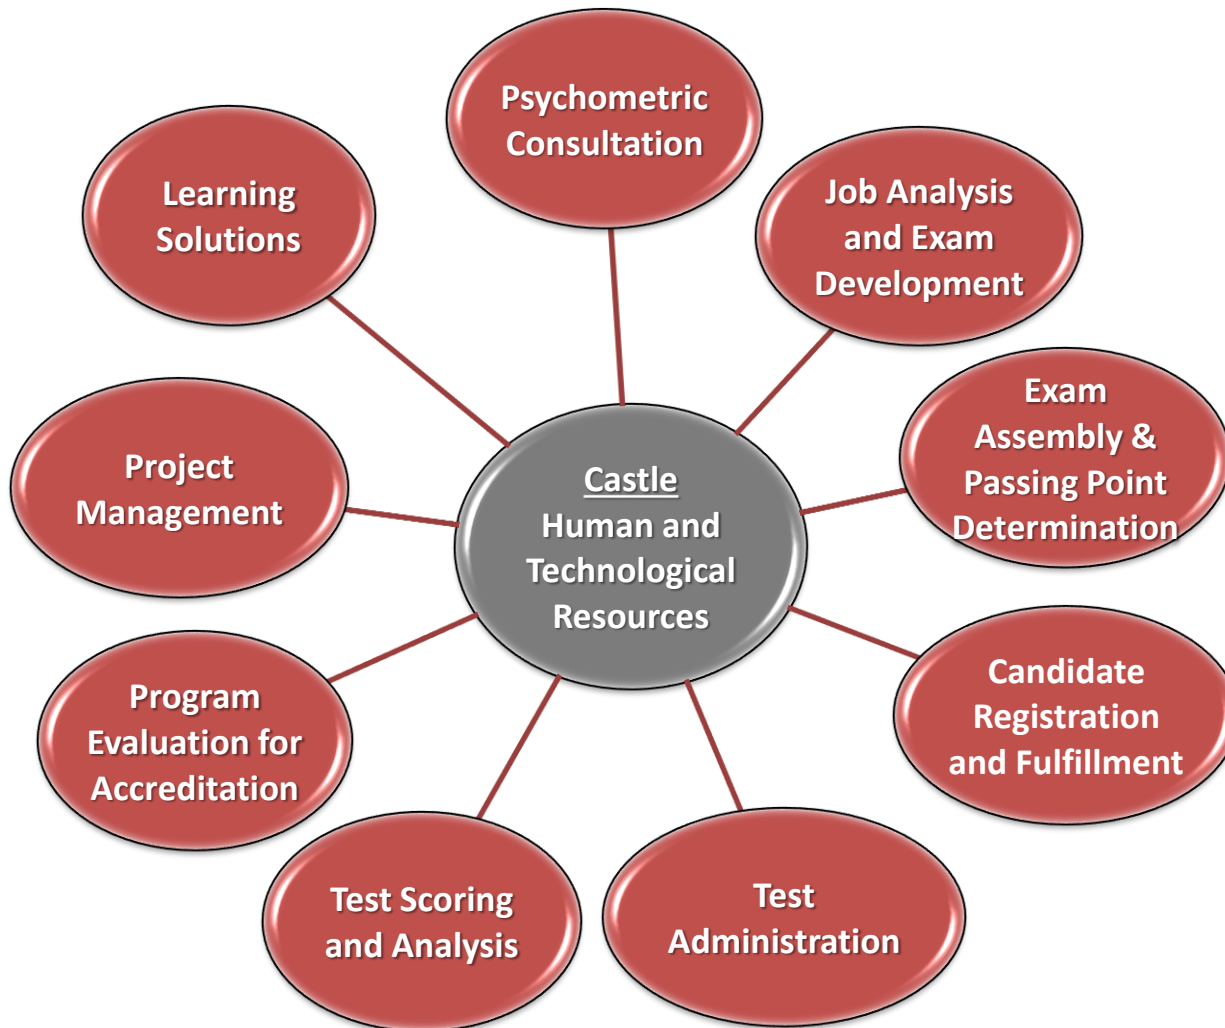 Psychometric
Consultation
Learning
Solutions
Job Analysis
and Exam
Development
Exam
Assembly &
Passing Point
Determination
Project
Management
Castle
Human and
Technological
Resources
Candidate
Registration
and Fulfillment
Program
Evaluation for
Accreditation
Test Scoring
and Analysis
Test
Administration